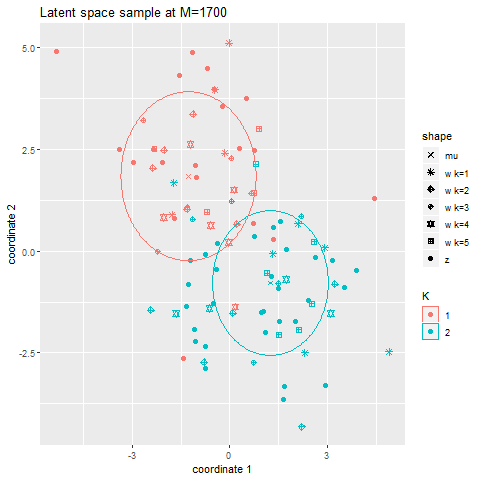 Latent space sample at M=1700
5.0
2.5
0.0
-2.5
-3
0
3
coordinate 1
coordinate 2
shape
mu
w k=1
w k=2
w k=3
w k=4
w k=5
z
K
1
2